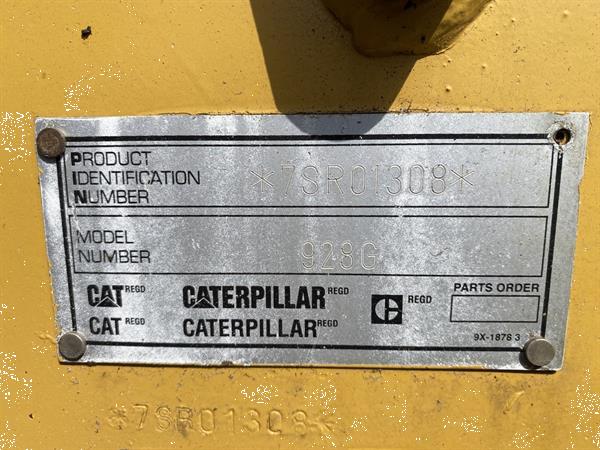 PRODUCT
IDENTIFICATION
NUMBER
*7SR01308*
MODEL
NUMBER
928G
CAT REGD CATERPILLAR REGD C REGD
CAT REGD CATERPILLAR REGD
PARTS ORDER
9X-1876 3
*7SR01308*